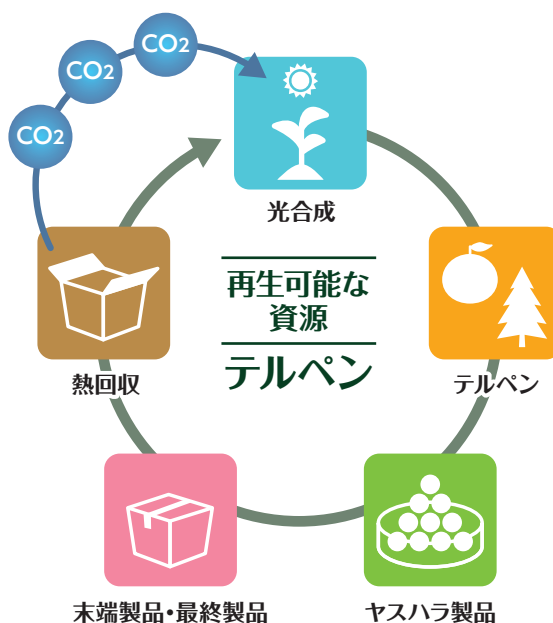 CO2
CO2
CO2
光合成
再生可能な
資源
テルペン
熱回収
テルペン
末端製品・最終製品
ヤスハラ製品